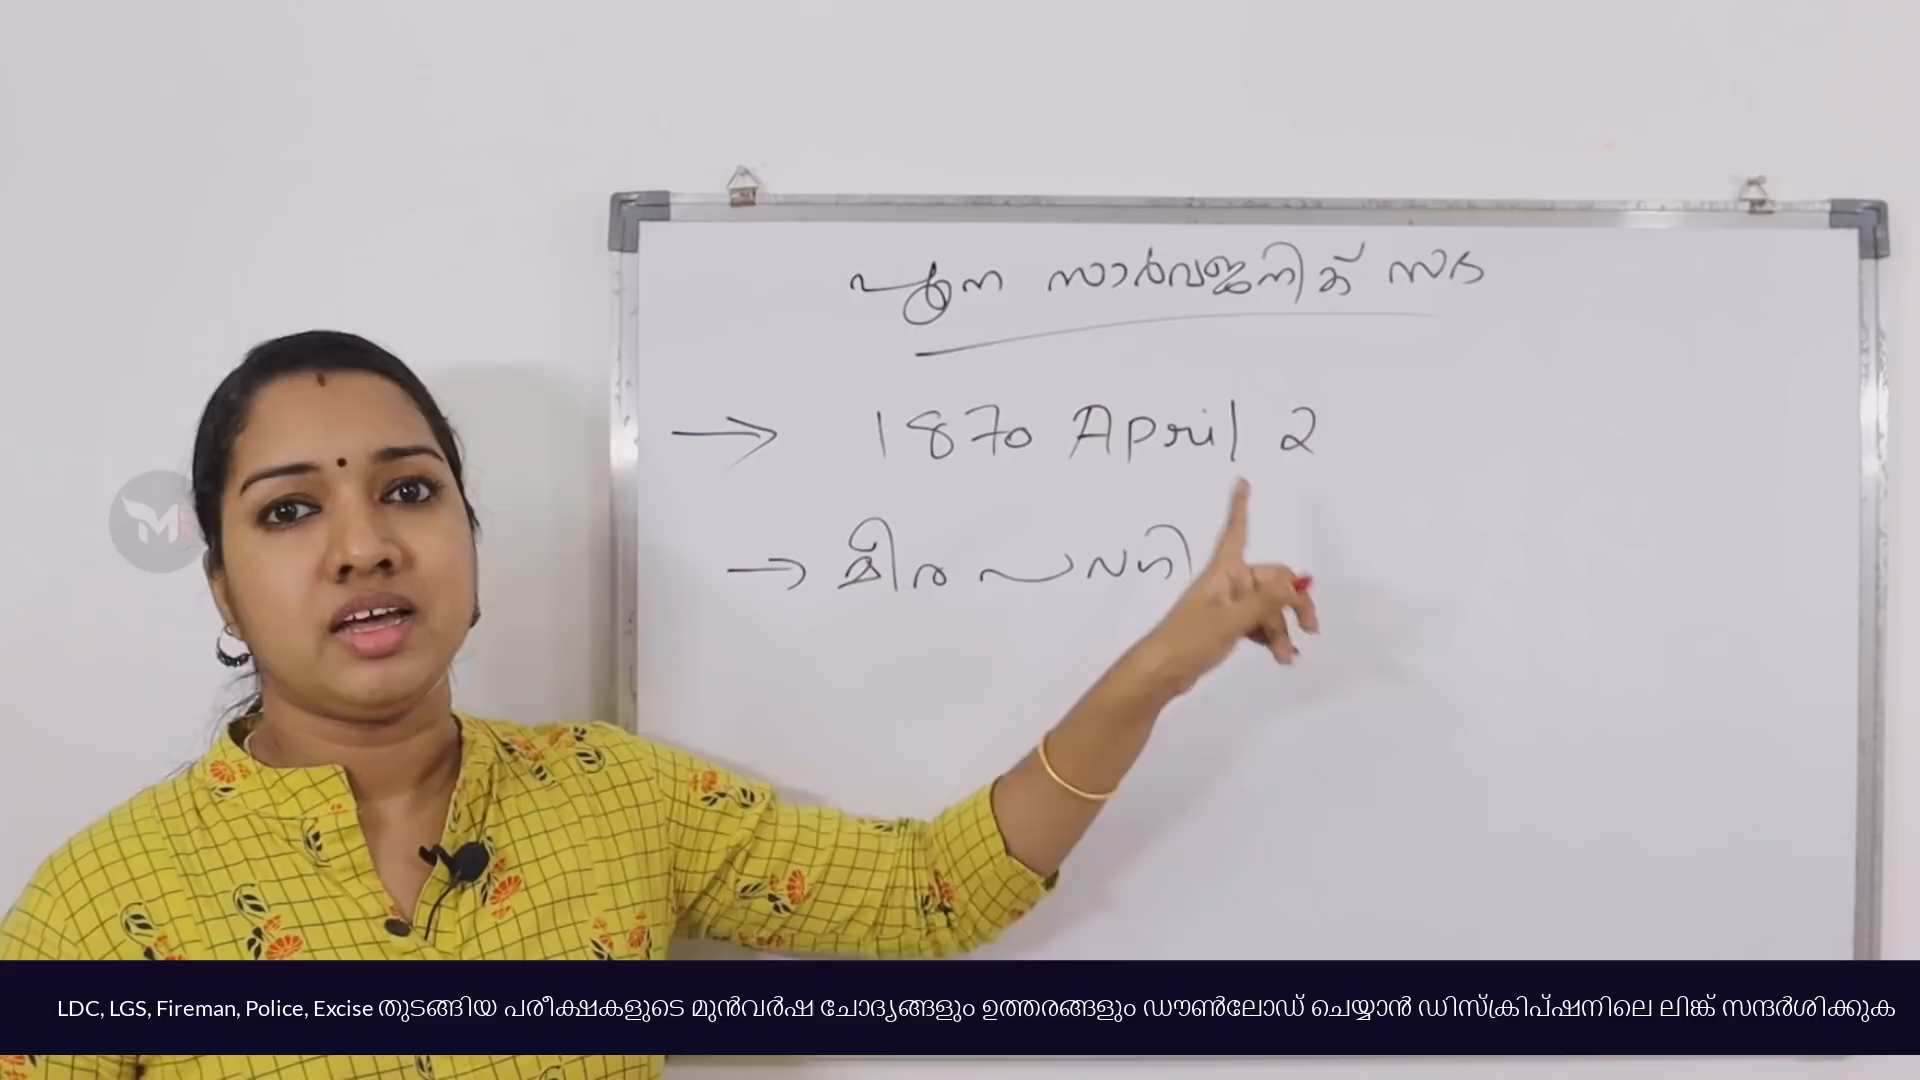 പൂന സാർവജനിക് സഭ
→ 1870 April 2
→ മീര പവഗി
LDC, LGS, Fireman, Police, Excise തുടങ്ങിയ പരീക്ഷകളുടെ മുൻവർഷ ചോദ്യങ്ങളും ഉത്തരങ്ങളും ഡൗൺലോഡ് ചെയ്യാൻ ഡിസ്ക്രിപ്ഷനിലെ ലിങ്ക് സന്ദർശിക്കുക